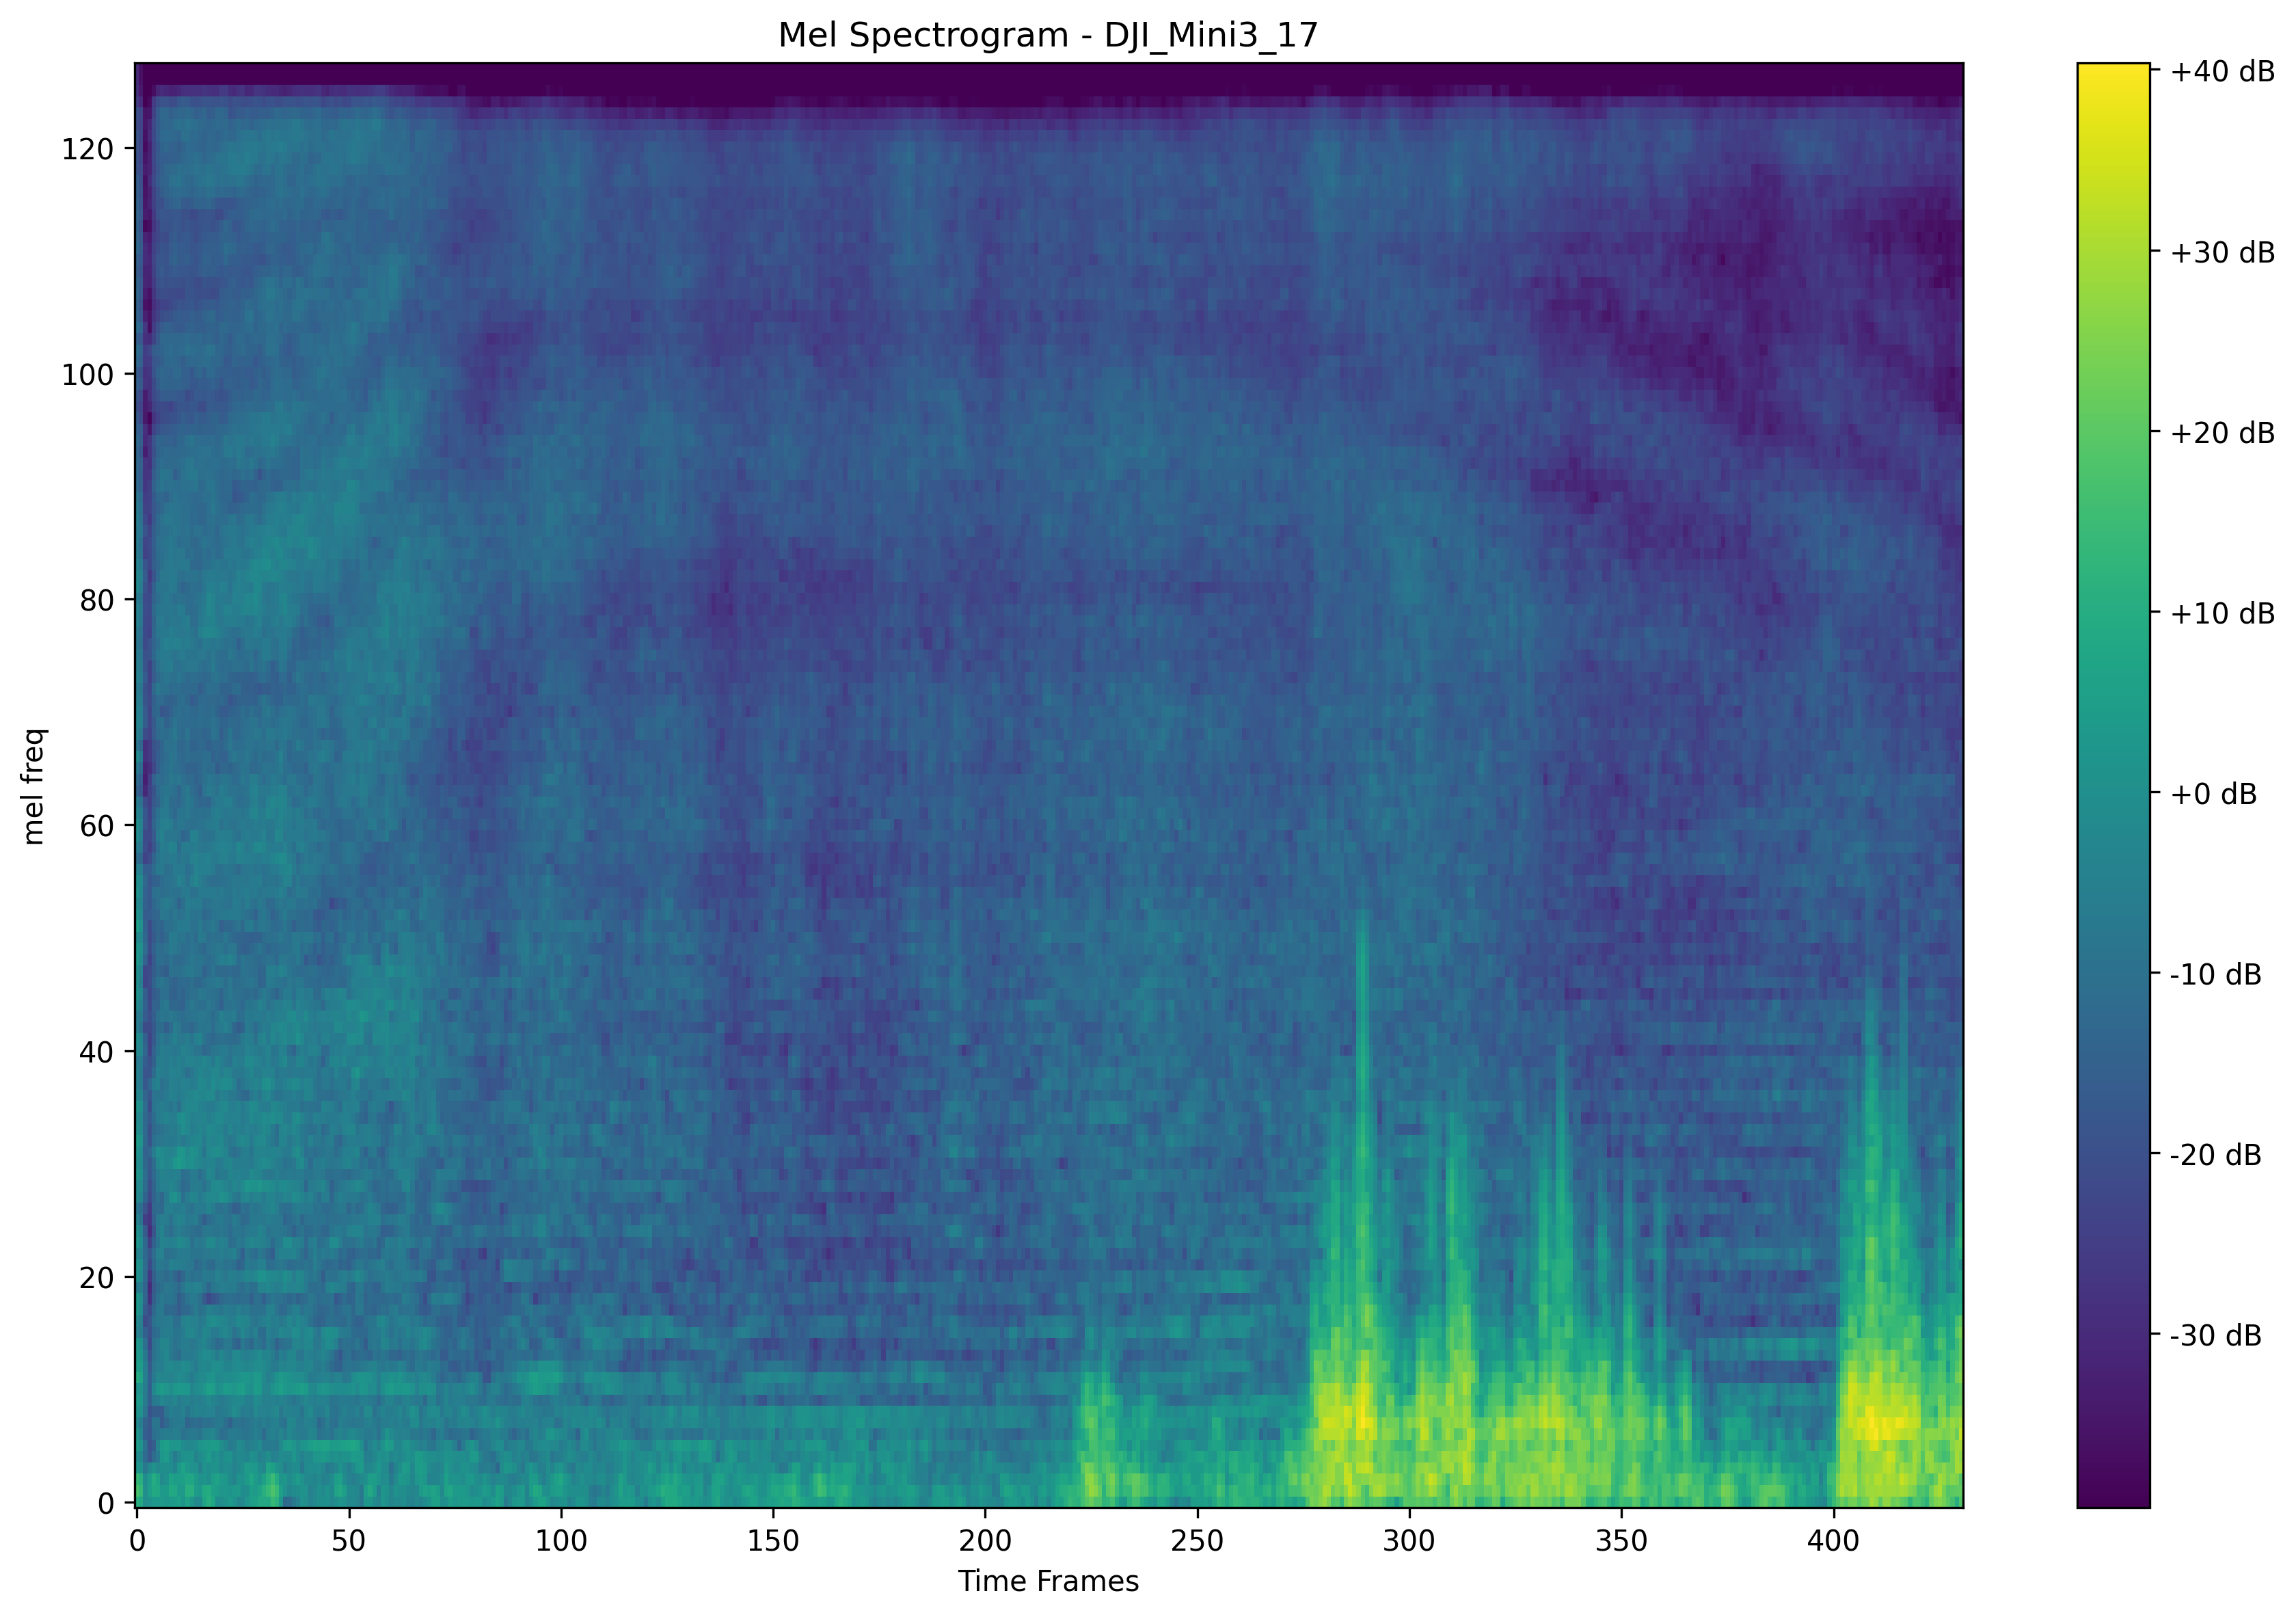 Mel Spectrogram - DJI_Mini3_17
mel freq
120
100
80
60
40
20
0
0 50 100 150 200 250 300 350 400
Time Frames
+40 dB
+30 dB
+20 dB
+10 dB
+0 dB
-10 dB
-20 dB
-30 dB